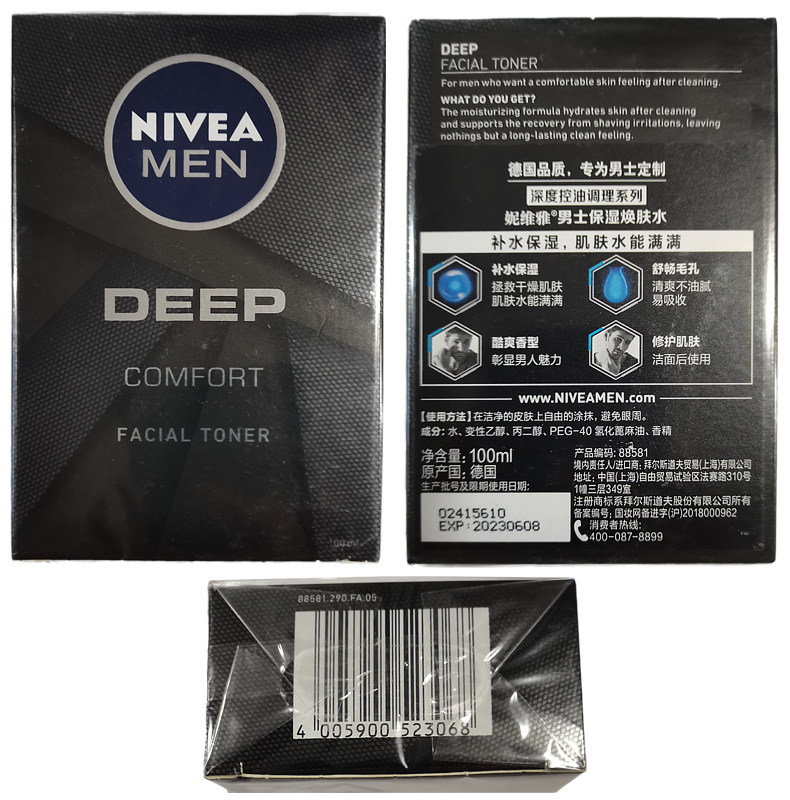 NIVEA
MEN
DEEP
COMFORT
FACIAL TONER
100ml
DEEP
FACIAL TONER
For men who want a comfortable skin feeling after cleaning.
WHAT DO YOU GET?
The moisturizing formula hydrates skin after cleaning
and supports the recovery from shaving irritations, leaving
nothings but a long-lasting clean feeling.
德国品质，专为男士定制
深度控油调理系列
妮维雅®男士保湿焕肤水
补水保湿，肌肤水能满满
补水保湿
拯救干燥肌肤
肌肤水能满满
舒畅毛孔
清爽不油腻
易吸收
酷爽香型
彰显男人魅力
修护肌肤
洁面后使用
www.NIVEAMEN.com
【使用方法】在洁净的皮肤上自由的涂抹，避免眼周。
成分：水、变性乙醇、丙二醇、PEG-40 氢化蓖麻油、香精
净含量：100ml
原产国：德国
生产批号及限期使用日期：
02415610
EXP:20230608
产品编码：88581
境内责任人/进口商：拜尔斯道夫贸易(上海)有限公司
地址：中国(上海)自由贸易试验区法赛路310号
1幢三层349室
注册商标系拜尔斯道夫股份有限公司所有
备案编号：国妆网备进字(沪)2018000962
消费者热线：
400-087-8899
88581.290.FA.05
4 005900 523068